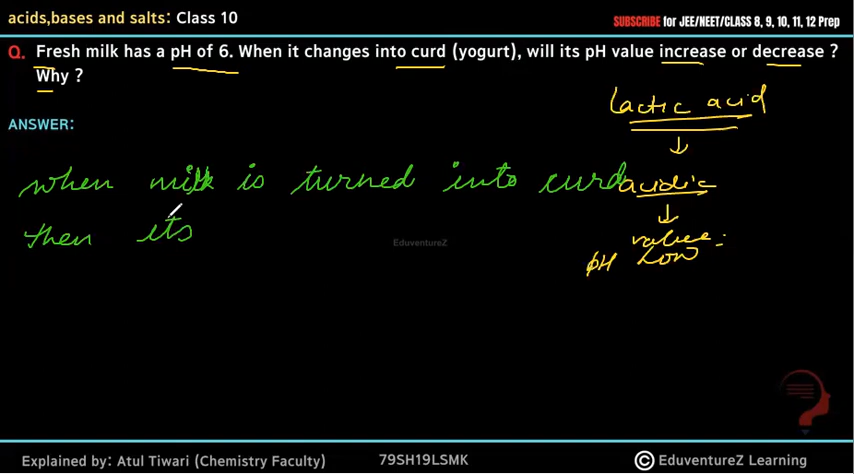 acids,bases and salts: Class 10
SUBSCRIBE for JEE/NEET/CLASS 8, 9, 10, 11, 12 Prep
Q. Fresh milk has a pH of 6. When it changes into curd (yogurt), will its pH value increase or decrease ?
Why ?
Lactic acid
ANSWER:
↓
when milk is turned into curd
acidic
↓
then its
value:
pH Low
EduventureZ
Explained by: Atul Tiwari (Chemistry Faculty)
79SH19LSMK
© EduventureZ Learning